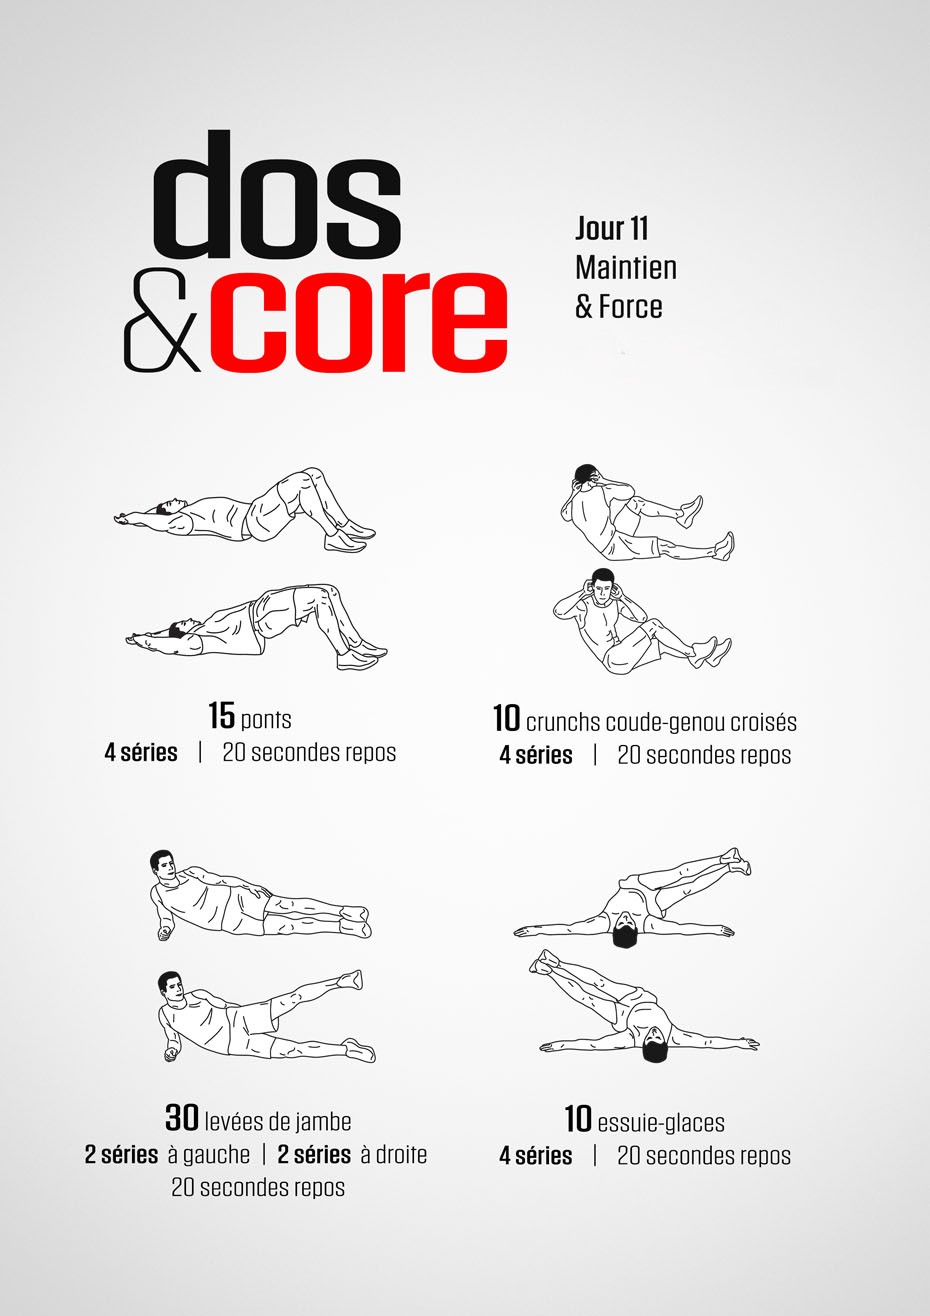 dos
&core
Jour 11
Maintien
& Force
15 ponts
4 séries | 20 secondes repos
10 crunchs coude-genou croisés
4 séries | 20 secondes repos
30 levées de jambe
2 séries à gauche | 2 séries à droite
20 secondes repos
10 essuie-glaces
4 séries | 20 secondes repos